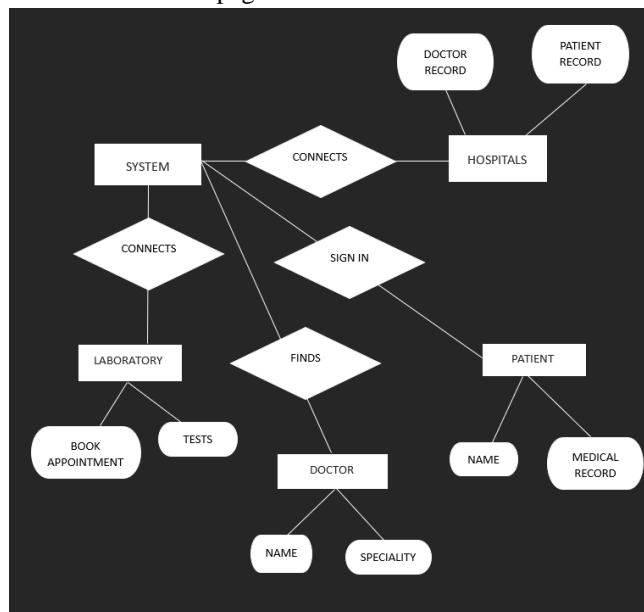 DOCTOR
RECORD
PATIENT
RECORD
SYSTEM
CONNECTS
HOSPITALS
CONNECTS
SIGN IN
LABORATORY
FINDS
PATIENT
BOOK
APPOINTMENT
TESTS
DOCTOR
NAME
MEDICAL
RECORD
NAME
SPECIALITY